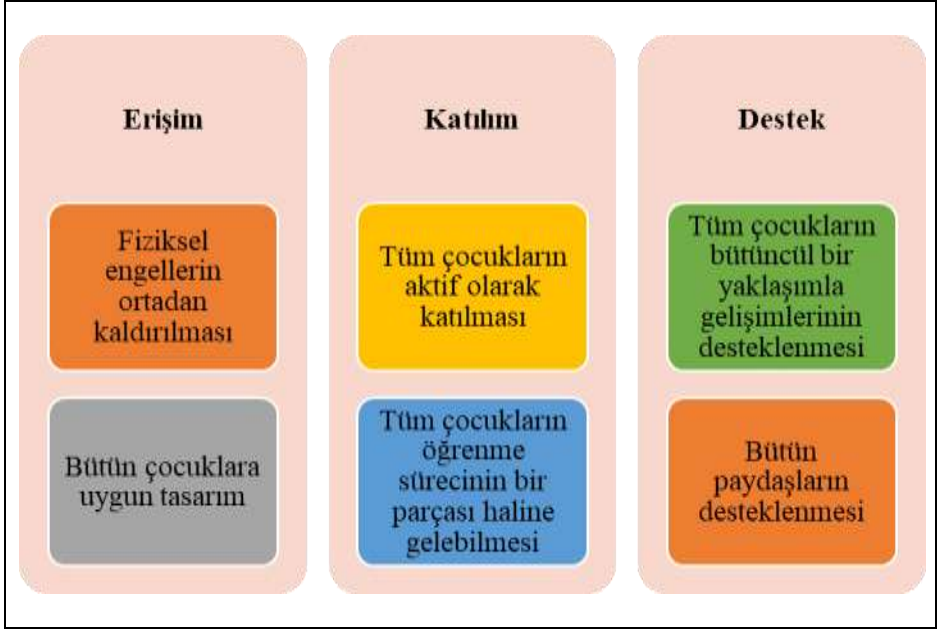 Erişim
Fiziksel
engellerin
ortadan
kaldırılması
Bütün çocuklara
uygun tasarım
Katılım
Tüm çocukların
aktif olarak
katılması
Tüm çocukların
öğrenme
sürecinin bir
parçası haline
gelebilmesi
Destek
Tüm çocukların
bütüncül bir
yaklaşımla
gelişimlerinin
desteklenmesi
Bütün
paydaşların
desteklenmesi